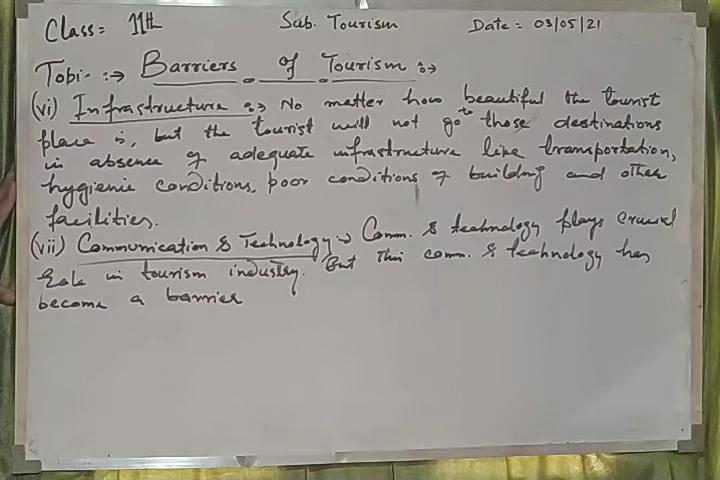 Class= 11th Sub. Tourism Date= 03/05/21
Tobi- :→ Barriers of Tourism :→
(vi) Infrastructure :→ No matter how beautiful the tourist
place is, but the tourist will not go to those destinations
in absence of adequate infrastructure like transportation,
hygienic conditions, poor conditions of building and other
facilities.
(vii) Communication & Technology → Comm. & technology plays crucial
role in tourism industry. But this comm. & technology has
become a barrier